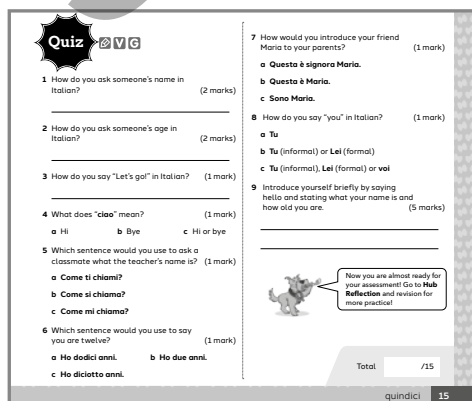 Quiz V G
1 How do you ask someone's name in
Italian? (2 marks)
2 How do you ask someone's age in
Italian? (2 marks)
3 How do you say "Let's go!" in Italian? (1 mark)
4 What does "ciao" mean? (1 mark)
a Hi b Bye c Hi or bye
5 Which sentence would you use to ask a
classmate what the teacher's name is? (1 mark)
a Come ti chiami?
b Come si chiama?
c Come mi chiama?
6 Which sentence would you use to say
you are twelve? (1 mark)
a Ho dodici anni. b Ho due anni.
c Ho diciotto anni.
7 How would you introduce your friend
Maria to your parents? (1 mark)
a Questa è signora Maria.
b Questa è Maria.
c Sono Maria.
8 How do you say "you" in Italian? (1 mark)
a Tu
b Tu (informal) or Lei (formal)
c Tu (informal), Lei (formal) or voi
9 Introduce yourself briefly by saying
hello and stating what your name is and
how old you are. (5 marks)
Now you are almost ready for
your assessment! Go to Hub
Reflection and revision for
more practice!
Total /15
quindici 15